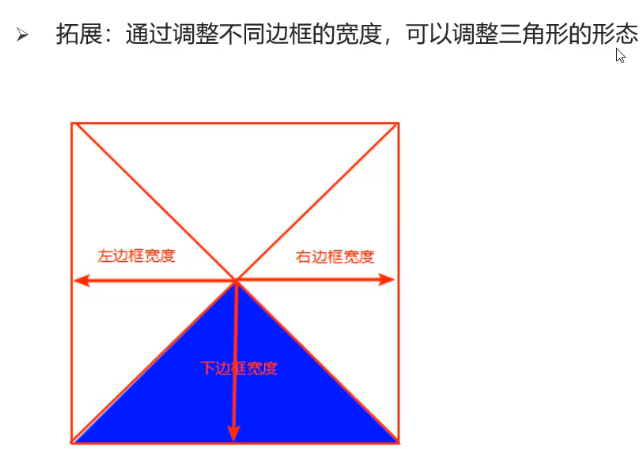 ➢ 拓展：通过调整不同边框的宽度，可以调整三角形的形态
左边框宽度
右边框宽度
下边框宽度